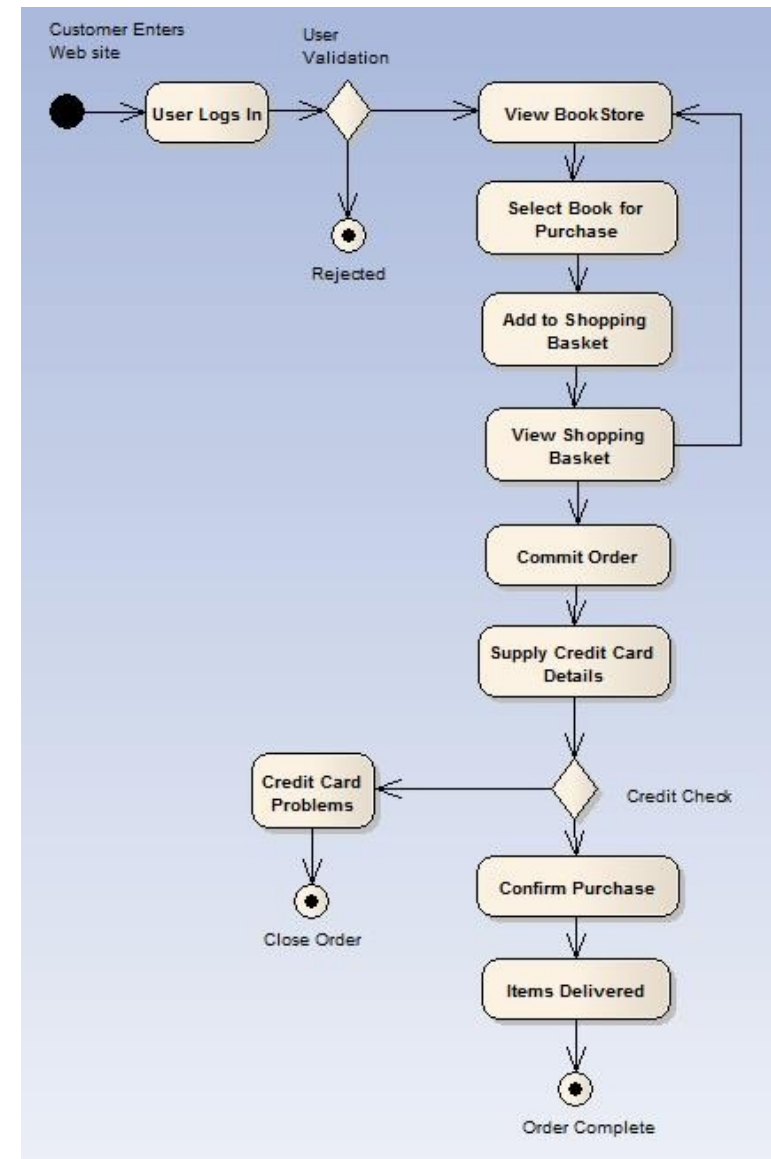 Customer Enters
Web site
User
Validation
User Logs In
View BookStore
Select Book for
Purchase
Rejected
Add to Shopping
Basket
View Shopping
Basket
Commit Order
Supply Credit Card
Details
Credit Card
Problems
Credit Check
Confirm Purchase
Close Order
Items Delivered
Order Complete